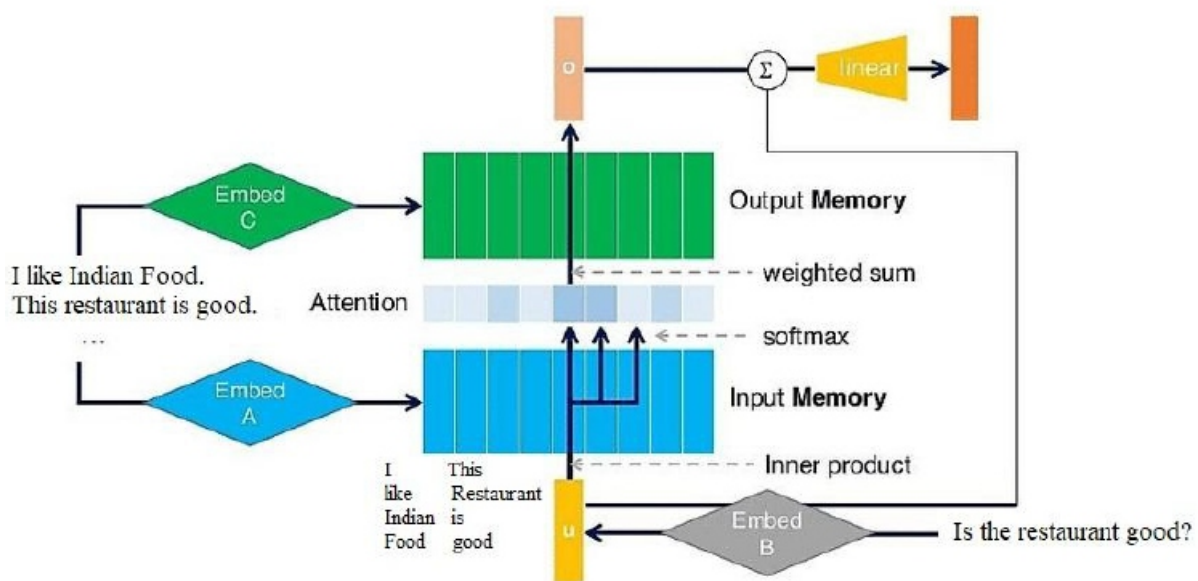 o
Σ
linear
Embed
C
Output Memory
I like Indian Food.
This restaurant is good.
...
weighted sum
Attention
softmax
Embed
A
Input Memory
Inner product
I This
like Restaurant
Indian is
Food good
u
Embed
B
Is the restaurant good?